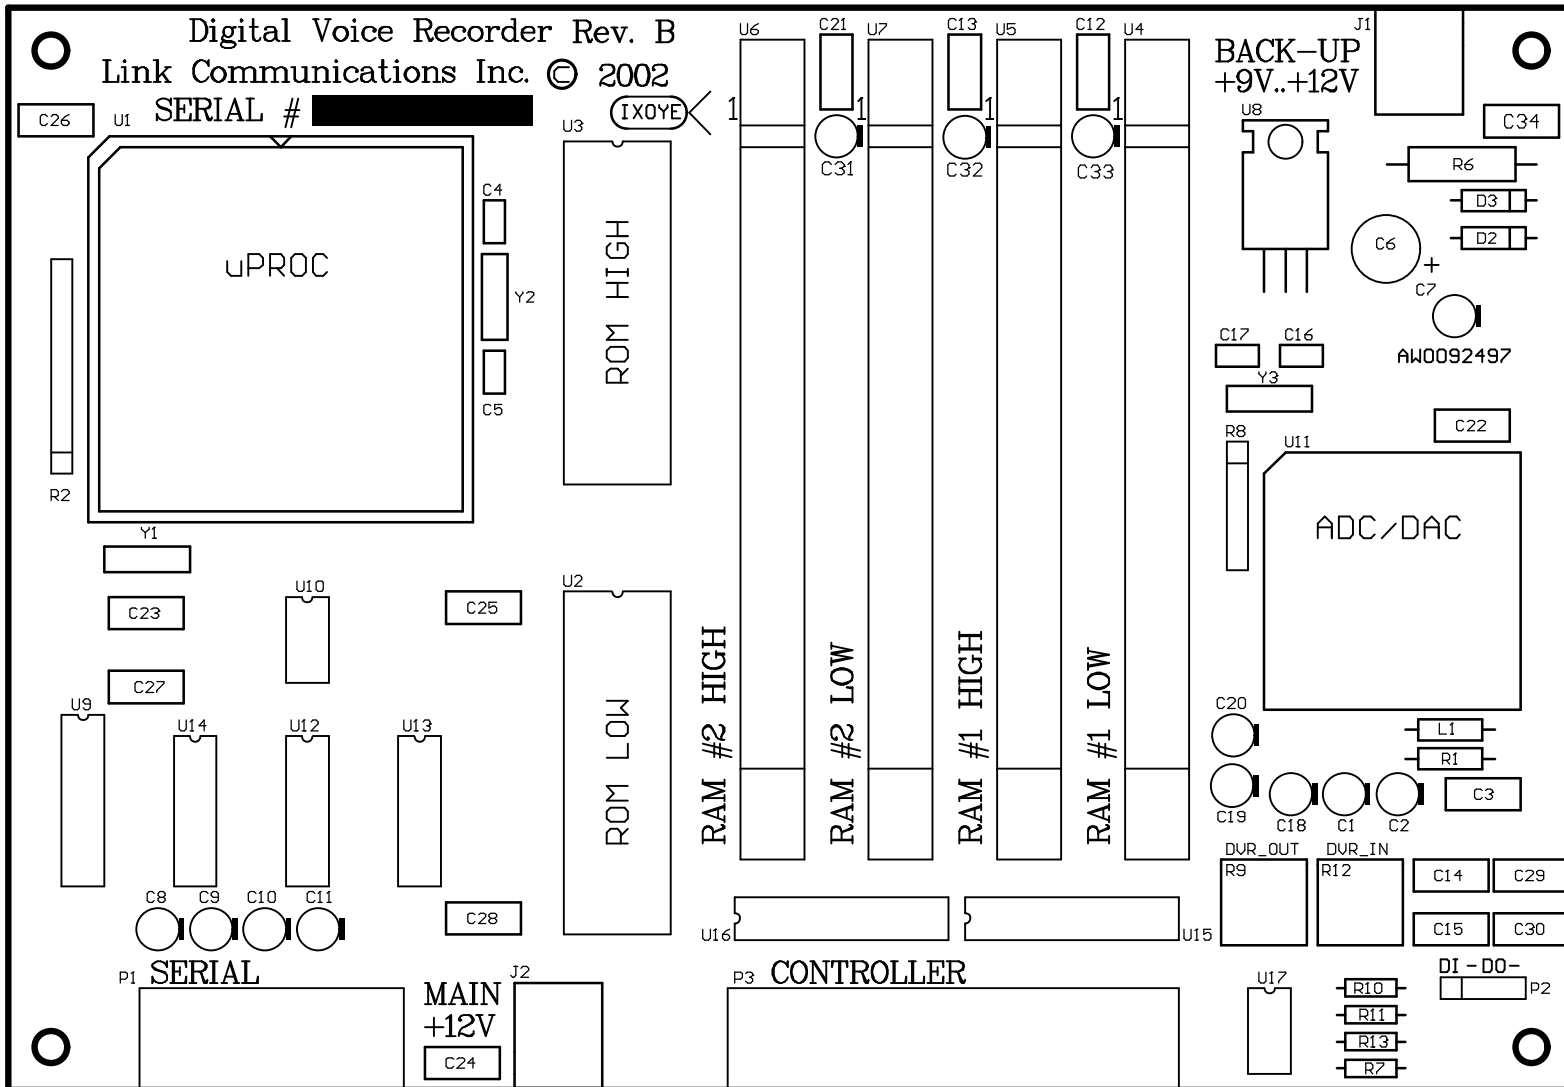 Digital Voice Recorder Rev. B
Link Communications Inc. © 2002
SERIAL #
IXOYE
BACK-UP
+9V..+12V
J1
U6
C21
U7
C13
U5
C12
U4
1
1
1
1
C31
C32
C33
U8
C34
R6
D3
D2
C6
+
C7
AW0092497
C26
U1
uPROC
C4
Y2
C5
R2
U3
ROM HIGH
C17
C16
Y3
C22
R8
U11
ADC/DAC
Y1
C23
C27
U10
C25
U2
ROM LOW
RAM #2 HIGH
RAM #2 LOW
RAM #1 HIGH
RAM #1 LOW
U9
U14
U12
U13
C20
C19
C18
C1
C2
L1
R1
C3
C8
C9
C10
C11
C28
U16
U15
DVR_OUT
R9
DVR_IN
R12
C14
C29
C15
C30
P1
SERIAL
MAIN
+12V
C24
J2
P3
CONTROLLER
U17
R10
R11
R13
R7
DI-DO-
P2